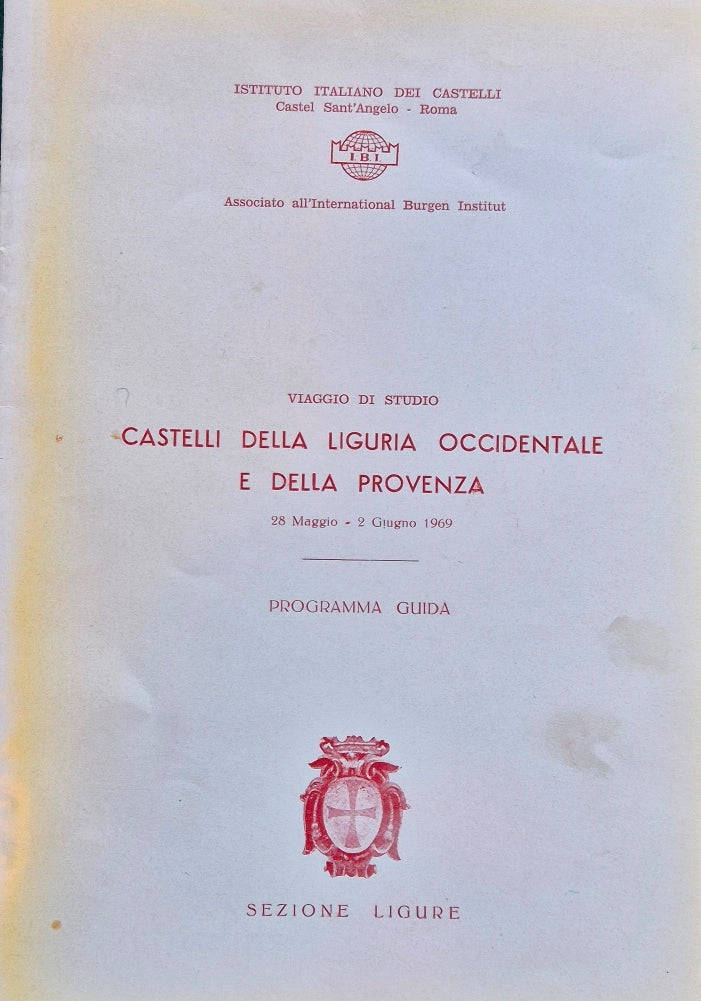 ISTITUTO ITALIANO DEI CASTELLI
Castel Sant'Angelo - Roma
I.B.I.
Associato all'International Burgen Institut
VIAGGIO DI STUDIO
CASTELLI DELLA LIGURIA OCCIDENTALE
E DELLA PROVENZA
28 Maggio - 2 Giugno 1969
PROGRAMMA GUIDA
SEZIONE LIGURE